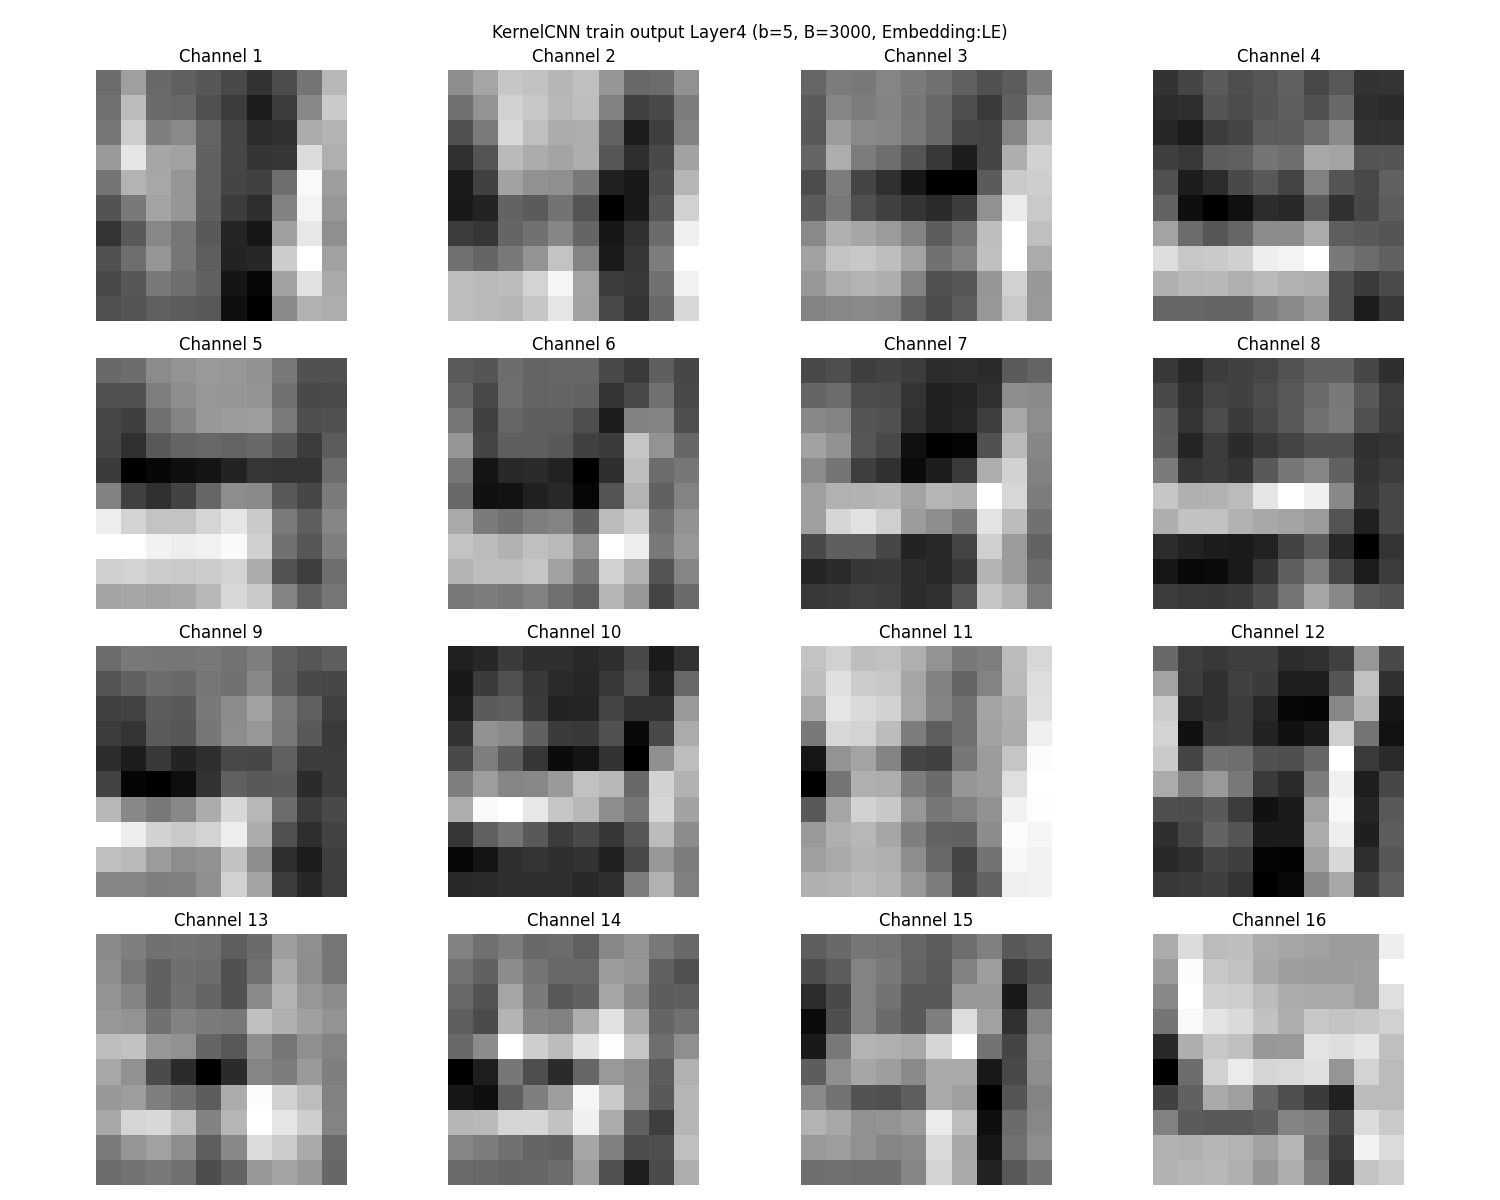 KernelCNN train output Layer4 (b=5, B=3000, Embedding:LE)
Channel 1
Channel 2
Channel 3
Channel 4
Channel 5
Channel 6
Channel 7
Channel 8
Channel 9
Channel 10
Channel 11
Channel 12
Channel 13
Channel 14
Channel 15
Channel 16